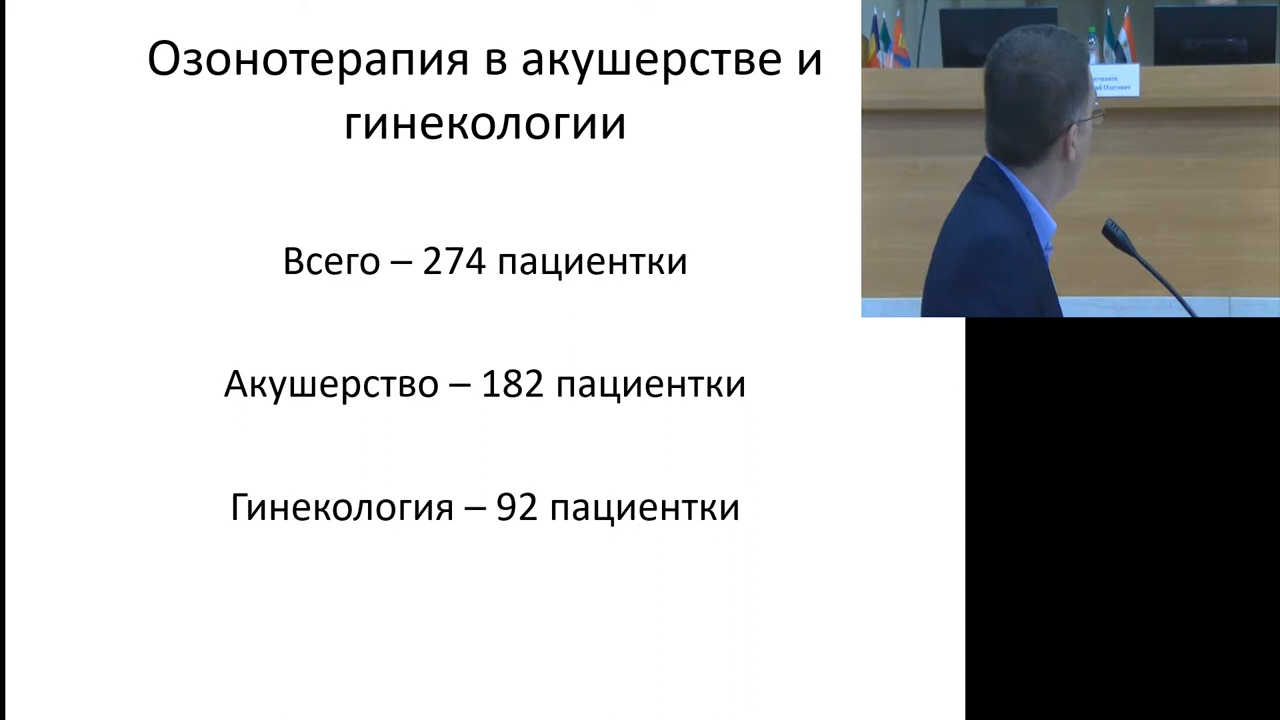 Озонотерапия в акушерстве и
гинекологии
Всего – 274 пациентки
Акушерство – 182 пациентки
Гинекология – 92 пациентки